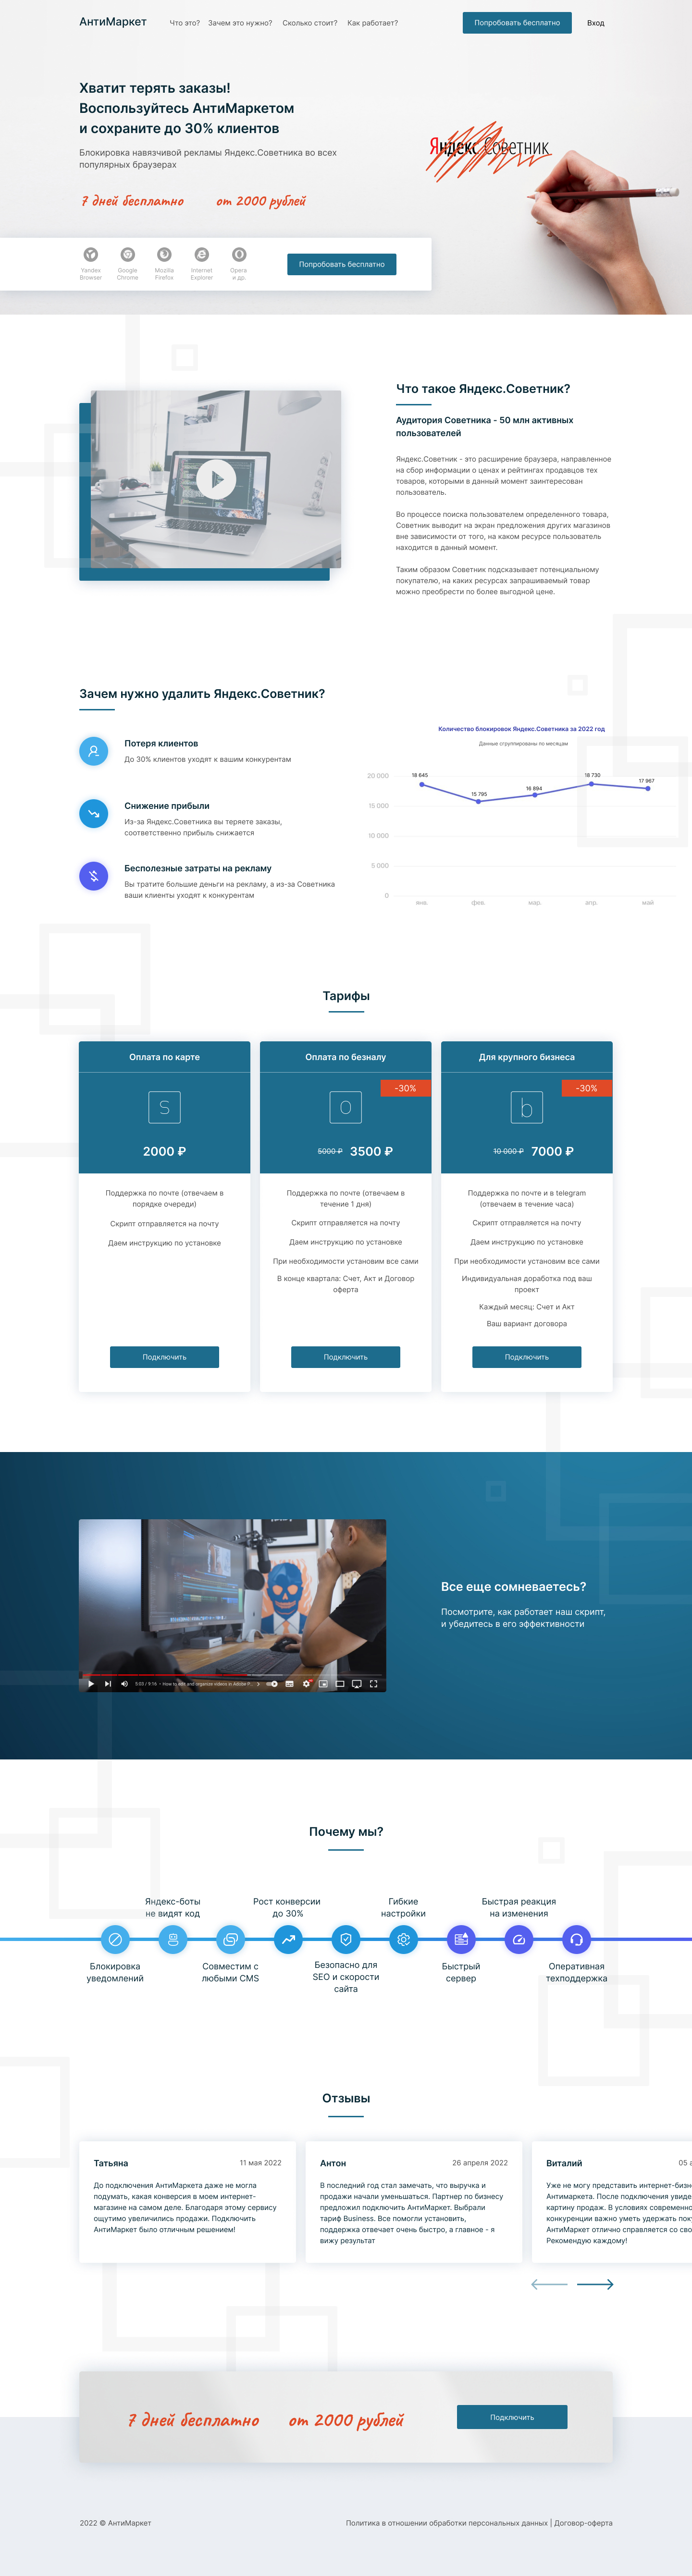 АнтиМаркет
Что это?
Зачем это нужно?
Сколько стоит?
Как работает?
Попробовать бесплатно
Вход
Хватит терять заказы!
Воспользуйтесь АнтиМаркетом
и сохраните до 30% клиентов
Блокировка навязчивой рекламы Яндекс.Советника во всех
популярных браузерах
7 дней бесплатно
от 2000 рублей
Яндекс Советник
Yandex
Browser
Google
Chrome
Mozilla
Firefox
Internet
Explorer
Opera
и др.
Попробовать бесплатно
Что такое Яндекс.Советник?
Аудитория Советника - 50 млн активных
пользователей
Яндекс.Советник - это расширение браузера, направленное
на сбор информации о ценах и рейтингах продавцов тех
товаров, которыми в данный момент заинтересован
пользователь.
Во процессе поиска пользователем определенного товара,
Советник выводит на экран предложения других магазинов
вне зависимости от того, на каком ресурсе пользователь
находится в данный момент.
Таким образом Советник подсказывает потенциальному
покупателю, на каких ресурсах запрашиваемый товар
можно преобрести по более выгодной цене.
Зачем нужно удалить Яндекс.Советник?
Потеря клиентов
До 30% клиентов уходят к вашим конкурентам
Снижение прибыли
Из-за Яндекс.Советника вы теряете заказы,
соответственно прибыль снижается
Бесполезные затраты на рекламу
Вы тратите большие деньги на рекламу, а из-за Советника
ваши клиенты уходят к конкурентам
Количество блокировок Яндекс.Советника за 2022 год
Данные сгруппированы по месяцам
20 000
15 000
10 000
5 000
0
18 645
15 795
16 894
18 730
17 967
янв.
фев.
мар.
апр.
май
Тарифы
Оплата по карте
S
2000 ₽
Поддержка по почте (отвечаем в
порядке очереди)
Скрипт отправляется на почту
Даем инструкцию по установке
Подключить
Оплата по безналу
-30%
O
5000 ₽ 3500 ₽
Поддержка по почте (отвечаем в
течение 1 дня)
Скрипт отправляется на почту
Даем инструкцию по установке
При необходимости установим все сами
В конце квартала: Счет, Акт и Договор
оферта
Подключить
Для крупного бизнеса
-30%
b
10 000 ₽ 7000 ₽
Поддержка по почте и в telegram
(отвечаем в течение часа)
Скрипт отправляется на почту
Даем инструкцию по установке
При необходимости установим все сами
Индивидуальная доработка под ваш
проект
Каждый месяц: Счет и Акт
Ваш вариант договора
Подключить
5:03 / 9:16 • How to edit and organize videos in Adobe P...
Все еще сомневаетесь?
Посмотрите, как работает наш скрипт,
и убедитесь в его эффективности
Почему мы?
Яндекс-боты
не видят код
Рост конверсии
до 30%
Гибкие
настройки
Быстрая реакция
на изменения
Блокировка
уведомлений
Совместим с
любыми CMS
Безопасно для
SEO и скорости
сайта
Быстрый
сервер
Оперативная
техподдержка
Отзывы
Татьяна
11 мая 2022
До подключения АнтиМаркета даже не могла
подумать, какая конверсия в моем интернет-
магазине на самом деле. Благодаря этому сервису
ощутимо увеличились продажи. Подключить
АнтиМаркет было отличным решением!
Антон
26 апреля 2022
В последний год стал замечать, что выручка и
продажи начали уменьшаться. Партнер по бизнесу
предложил подключить АнтиМаркет. Выбрали
тариф Business. Все помогли установить,
поддержка отвечает очень быстро, а главное - я
вижу результат
Виталий
05 а
Уже не могу представить интернет-бизн
Антимаркета. После подключения увиде
картину продаж. В условиях современно
конкуренции важно уметь удержать поку
АнтиМаркет отлично справляется со сво
Рекомендую каждому!
7 дней бесплатно
от 2000 рублей
Подключить
2022 © АнтиМаркет
Политика в отношении обработки персональных данных | Договор-оферта